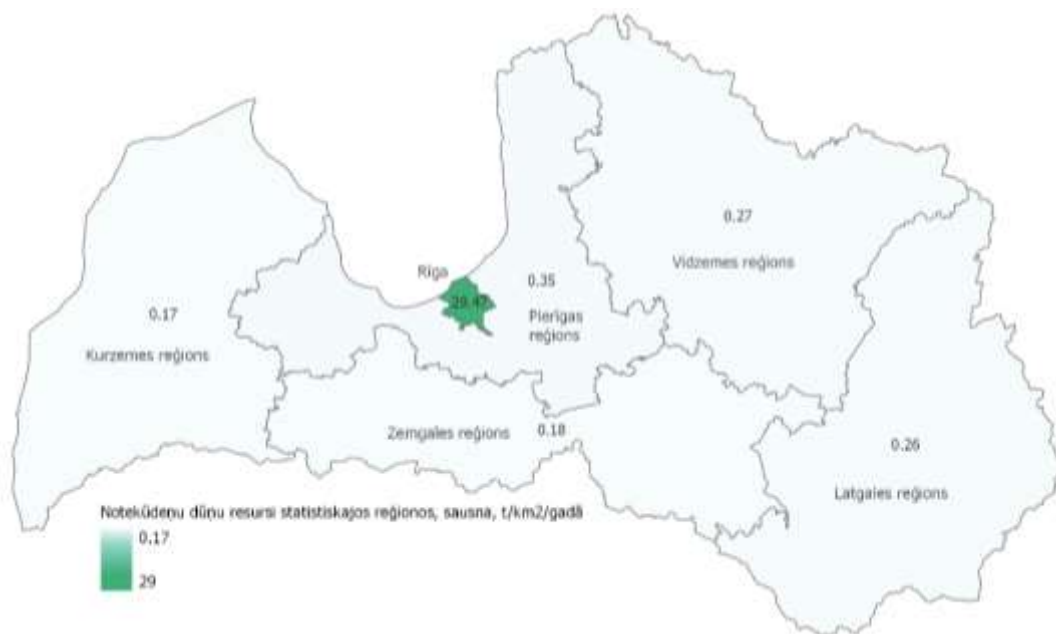 0.27
Vidzemes reģions
Rīga
29.47
0.35
Pierīgas
reģions
0.17
Kurzemes reģions
Zemgales reģions
0.18
0.26
Latgales reģions
Notekūdeņu dūņu resursi statistiskajos reģionos, sausna, t/km2/gadā
0.17
29